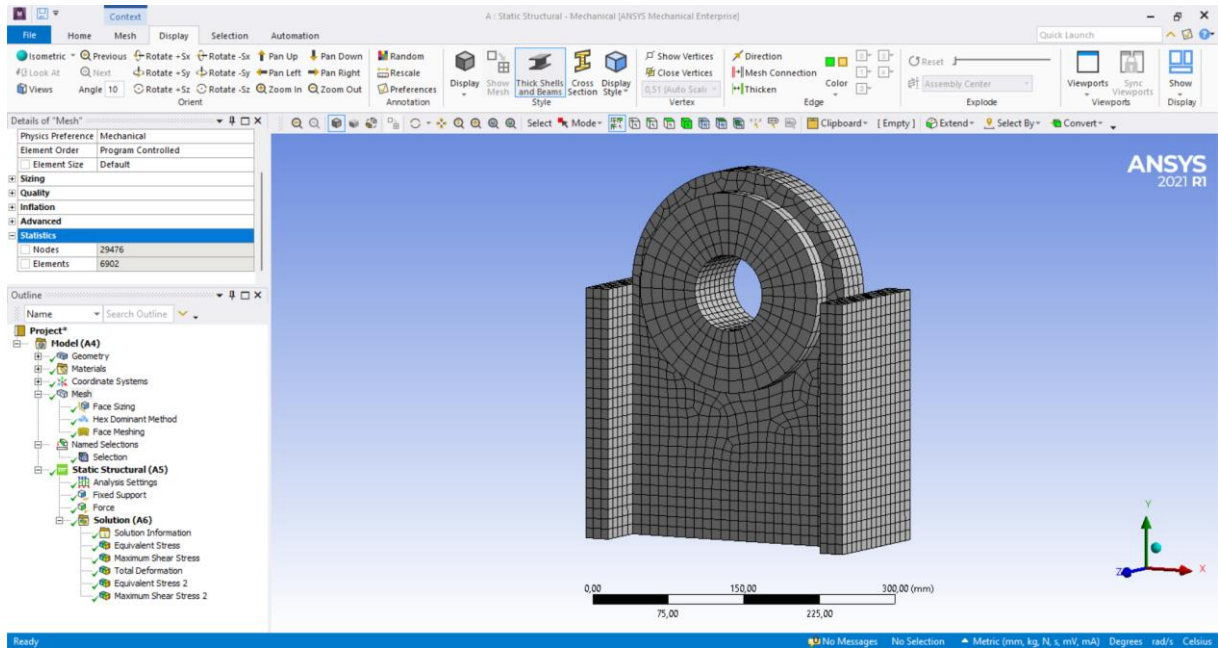 Context
A : Static Structural - Mechanical [ANSYS Mechanical Enterprise]
File Home Mesh Display Selection Automation
Quick Launch
Isometric Previous Rotate +Sx Rotate -Sx Pan Up Pan Down Random
Look At Next Rotate +Sy Rotate -Sy Pan Left Pan Right Rescale
Views Angle 10 Rotate +Sz Rotate -Sz Zoom In Zoom Out Preferences
Orient Annotation
Display Show Mesh Thick Shells and Beams Cross Section Display Style
Style
Show Vertices
Close Vertices
0,51 (Auto Scale
Vertex
Direction
Mesh Connection
Thicken
Color
Edge
Reset
Assembly Center
Explode
Viewports Sync Viewports
Viewports
Show
Display
Details of "Mesh"
Physics Preference Mechanical
Element Order Program Controlled
Element Size Default
Sizing
Quality
Inflation
Advanced
Statistics
Nodes 29476
Elements 6902
Select Mode Clipboard [ Empty ] Extend Select By Convert
Outline
Name Search Outline
Project*
Model (A4)
Geometry
Materials
Coordinate Systems
Mesh
Face Sizing
Hex Dominant Method
Face Meshing
Named Selections
Selection
Static Structural (A5)
Analysis Settings
Fixed Support
Force
Solution (A6)
Solution Information
Equivalent Stress
Maximum Shear Stress
Total Deformation
Equivalent Stress 2
Maximum Shear Stress 2
ANSYS
2021 R1
Y
Z X
0,00 150,00 300,00 (mm)
75,00 225,00
Ready No Messages No Selection Metric (mm, kg, N, s, mV, mA) Degrees rad/s Celsius